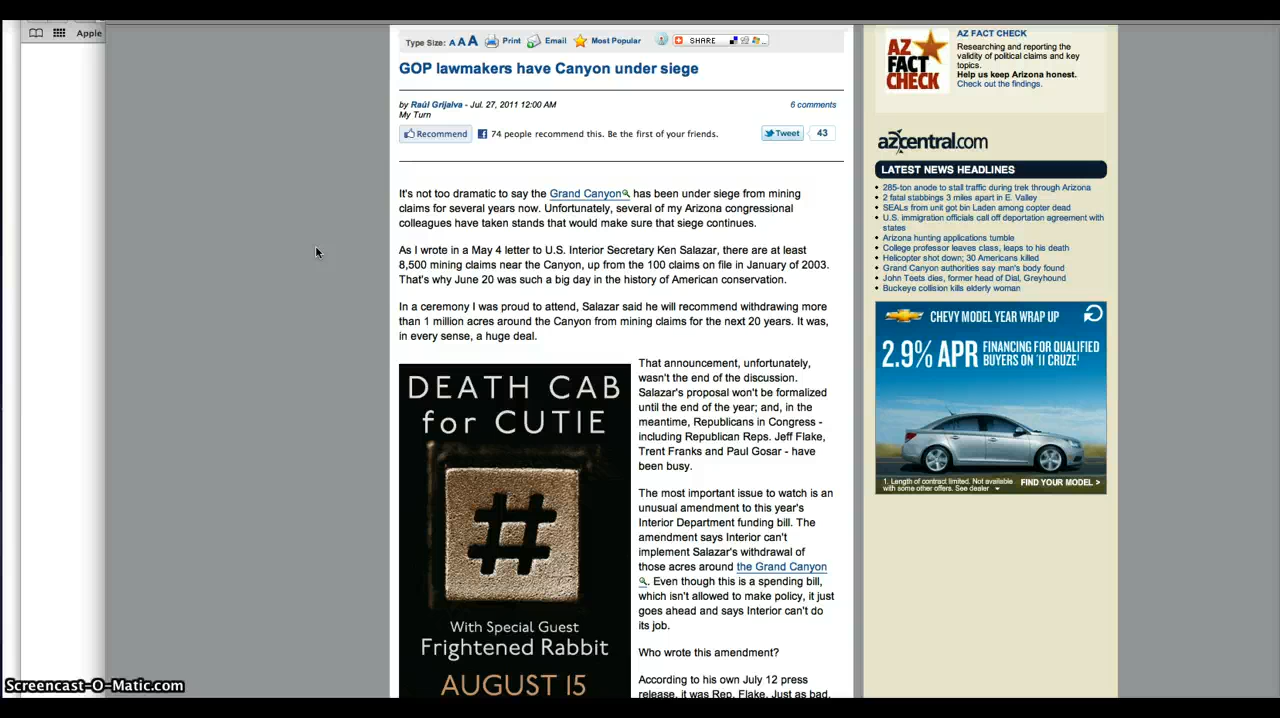 Apple
Type Size: A A A Print Email Most Popular SHARE
GOP lawmakers have Canyon under siege
by Raúl Grijalva - Jul. 27, 2011 12:00 AM
6 comments
My Turn
Recommend 74 people recommend this. Be the first of your friends.
Tweet 43
It's not too dramatic to say the Grand Canyon has been under siege from mining
claims for several years now. Unfortunately, several of my Arizona congressional
colleagues have taken stands that would make sure that siege continues.
As I wrote in a May 4 letter to U.S. Interior Secretary Ken Salazar, there are at least
8,500 mining claims near the Canyon, up from the 100 claims on file in January of 2003.
That's why June 20 was such a big day in the history of American conservation.
In a ceremony I was proud to attend, Salazar said he will recommend withdrawing more
than 1 million acres around the Canyon from mining claims for the next 20 years. It was,
in every sense, a huge deal.
That announcement, unfortunately,
wasn't the end of the discussion.
Salazar's proposal won't be formalized
until the end of the year; and, in the
meantime, Republicans in Congress -
including Republican Reps. Jeff Flake,
Trent Franks and Paul Gosar - have
been busy.
The most important issue to watch is an
unusual amendment to this year's
Interior Department funding bill. The
amendment says Interior can't
implement Salazar's withdrawal of
those acres around the Grand Canyon
. Even though this is a spending bill,
which isn't allowed to make policy, it just
goes ahead and says Interior can't do
its job.
Who wrote this amendment?
According to his own July 12 press
release, it was Rep. Flake. Just as bad,
DEATH CAB
for CUTIE
#
With Special Guest
Frightened Rabbit
AUGUST 15
AZ
FACT
CHECK
AZ FACT CHECK
Researching and reporting the
validity of political claims and key
topics.
Help us keep Arizona honest.
Check out the findings.
azcentral.com
LATEST NEWS HEADLINES
285-ton anode to stall traffic during trek through Arizona
2 fatal stabbings 3 miles apart in E. Valley
SEALs from unit got bin Laden among copter dead
U.S. immigration officials call off deportation agreement with
states
Arizona hunting applications tumble
College professor leaves class, leaps to his death
Helicopter shot down; 30 Americans killed
Grand Canyon authorities say man's body found
John Teets dies, former head of Dial, Greyhound
Buckeye collision kills elderly woman
CHEVY MODEL YEAR WRAP UP
2.9% APR FINANCING FOR QUALIFIED
BUYERS ON '11 CRUZE¹
1. Length of contract limited. Not available
with some other offers. See dealer
FIND YOUR MODEL >
Screencast-O-Matic.com